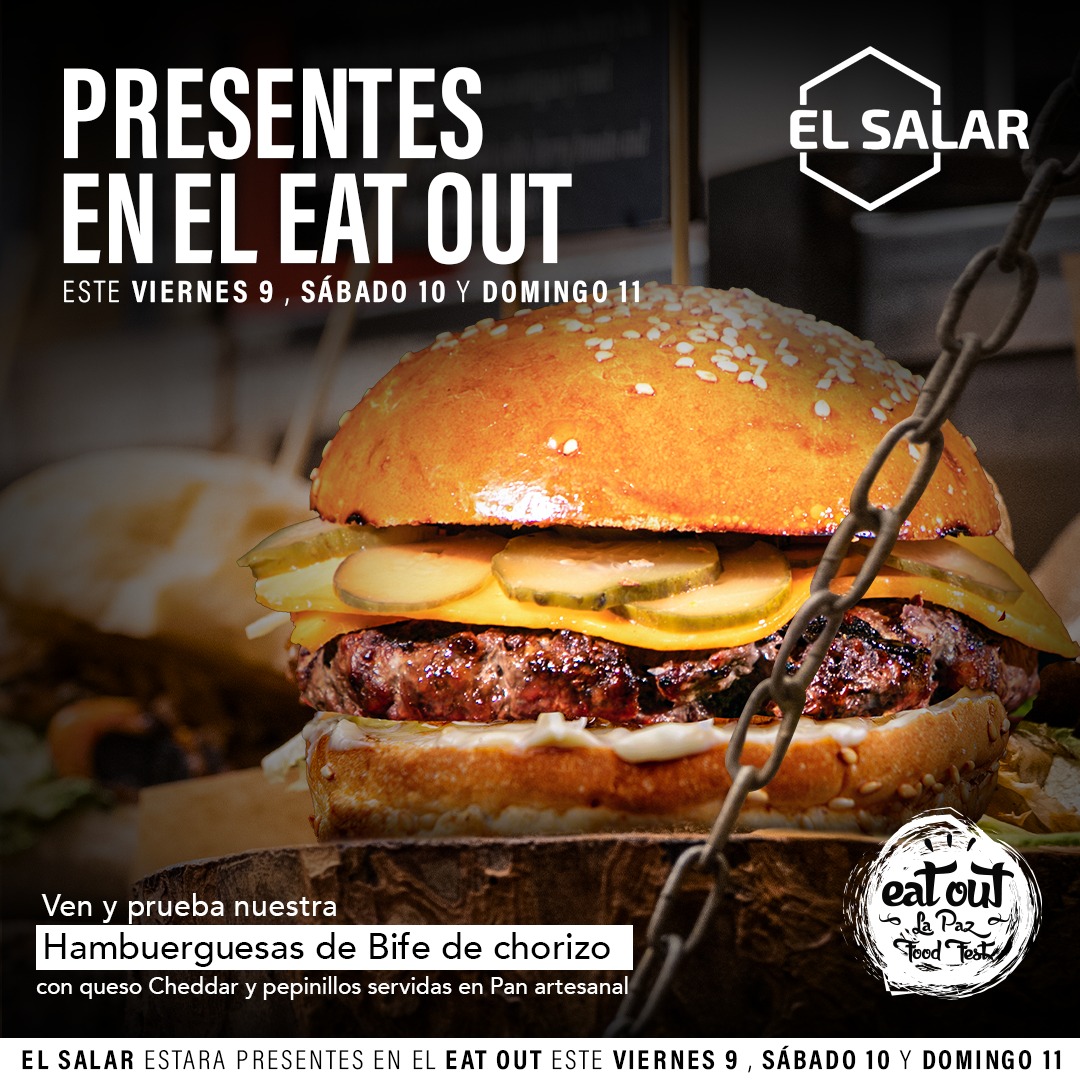 PRESENTES
EN EL EAT OUT
ESTE VIERNES 9 , SÁBADO 10 Y DOMINGO 11
EL SALAR
Ven y prueba nuestra
Hambuerguesas de Bife de chorizo
con queso Cheddar y pepinillos servidas en Pan artesanal
eat out
La Paz
Food Fest
EL SALAR ESTARA PRESENTES EN EL EAT OUT ESTE VIERNES 9 , SÁBADO 10 Y DOMINGO 11